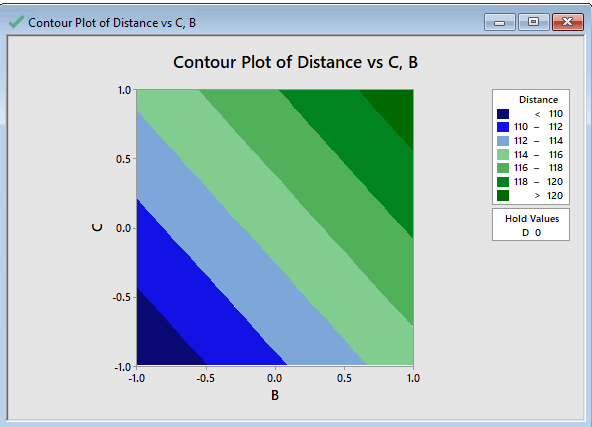 Contour Plot of Distance vs C, B
Contour Plot of Distance vs C, B
1.0
0.5
0.0
-0.5
-1.0
C
-1.0 -0.5 0.0 0.5 1.0
B
Distance
< 110
110 – 112
112 – 114
114 – 116
116 – 118
118 – 120
> 120
Hold Values
D 0